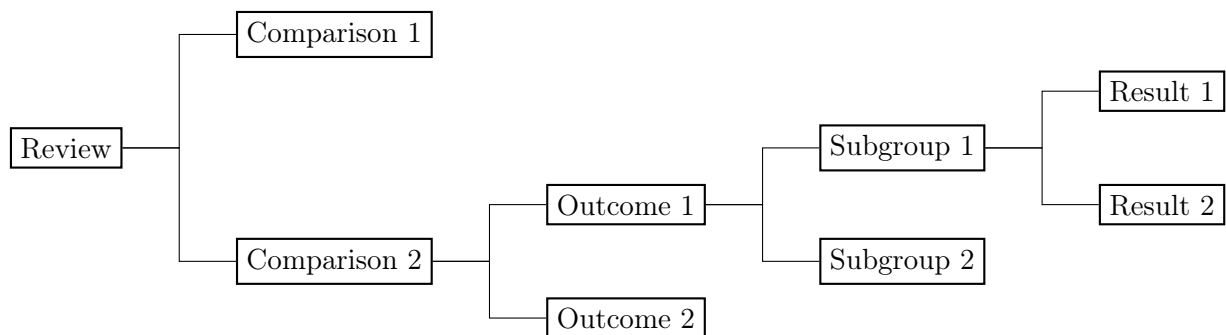 Comparison 1
Result 1
Review
Subgroup 1
Outcome 1
Result 2
Comparison 2
Subgroup 2
Outcome 2